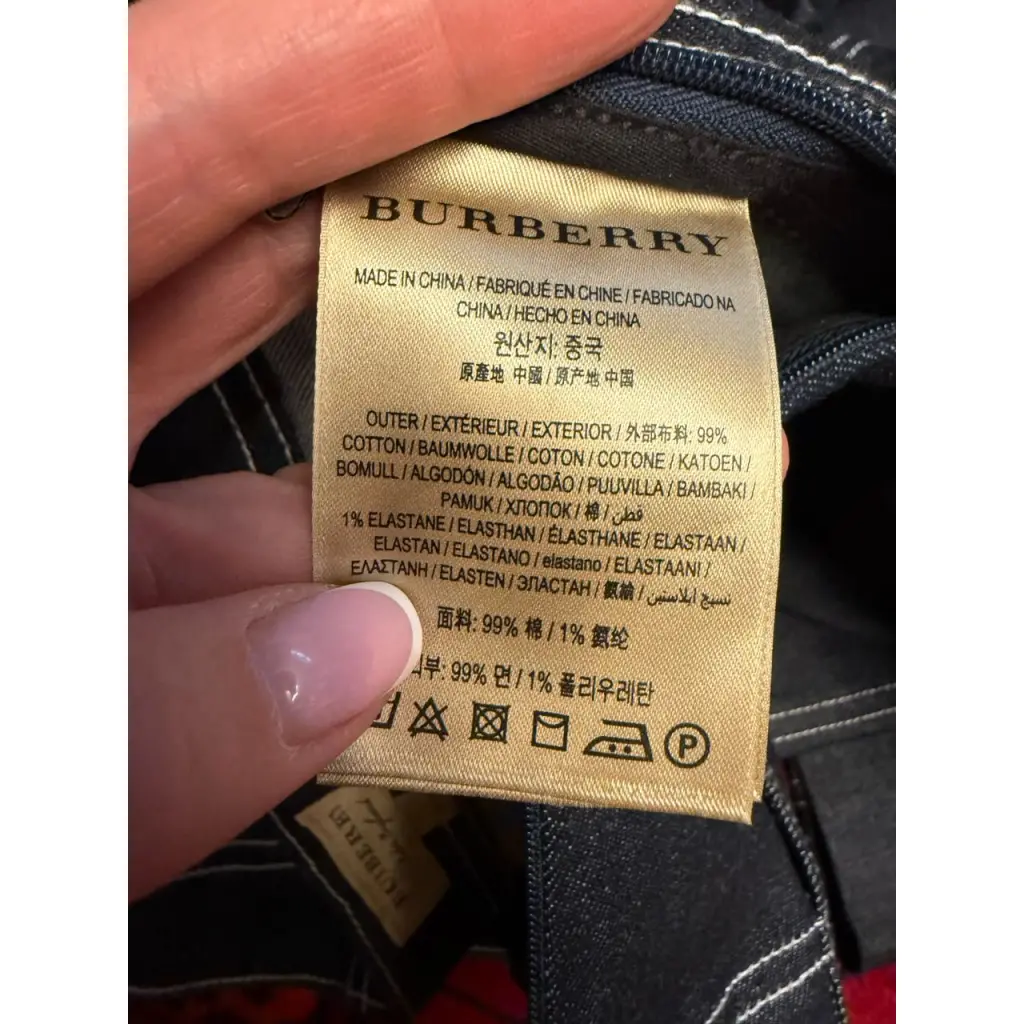 BURBERRY
MADE IN CHINA / FABRIQUÉ EN CHINE / FABRICADO NA
CHINA / HECHO EN CHINA
원산지: 중국
原產地 中國 / 原产地 中国
OUTER / EXTÉRIEUR / EXTERIOR / 外部布料: 99%
COTTON / BAUMWOLLE / COTON / COTONE / KATOEN /
BOMULL / ALGODÓN / ALGODÃO / PUUVILLA / BAMBAKI /
PAMUK / ХЛОПОК / 棉 / قطن
1% ELASTANE / ELASTHAN / ÉLASTHANE / ELASTAAN /
ELASTAN / ELASTANO / elastano / ELASTAANI /
ΕΛΑΣΤΑΝΗ / ELASTEN / ЭЛАСТАН / 氨綸 / نسيج ايلاستين
面料: 99% 棉 / 1% 氨纶
부: 99% 면 / 1% 폴리우레탄
P